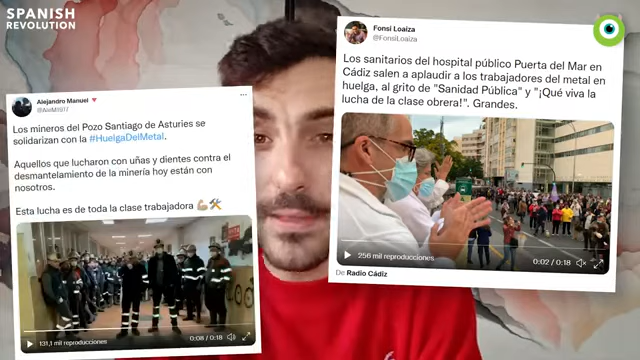 SPANISH
REVOLUTION
Alejandro Manuel
Los mineros del Pozo Santiago de Asturies se
solidarizan con la #HuelgaDelMetal.
Aquellos que lucharon con uñas y dientes contra el
desmantelamiento de la minería hoy están con
nosotros.
Esta lucha es de toda la clase trabajadora
131,1 mil reproducciones
0:08 / 0:18
Fonsi Loaiza
@FonsiLoaiza
Los sanitarios del hospital público Puerta del Mar en
Cádiz salen a aplaudir a los trabajadores del metal en
huelga, al grito de "Sanidad Pública" y "¡Qué viva la
lucha de la clase obrera!". Grandes.
256 mil reproducciones
0:02 / 0:18
De Radio Cádiz